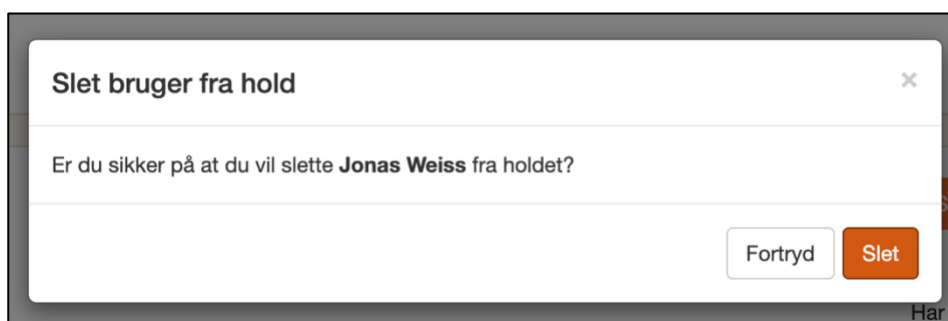 Slet bruger fra hold
×
Er du sikker på at du vil slette Jonas Weiss fra holdet?
Fortryd Slet
Har